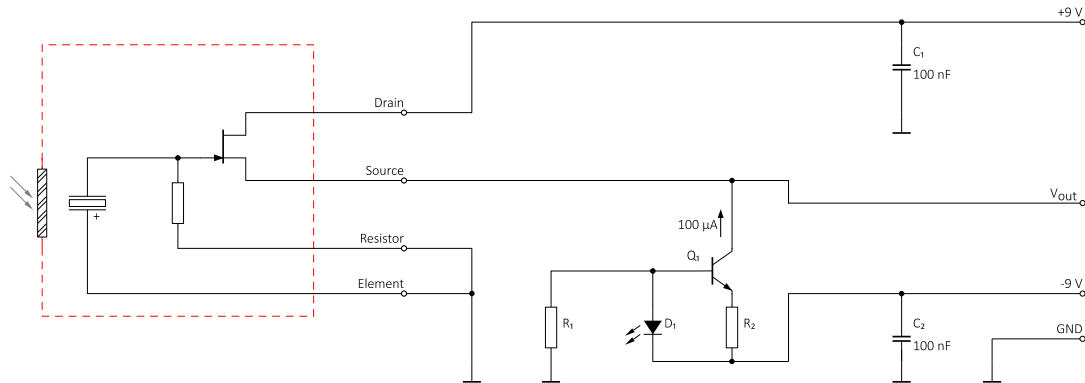 +9 V
C₁
100 nF
Drain
Source
Vout
100 µA
+
Resistor
Q₁
Element
-9 V
R₁
D₁
R₂
C₂
100 nF
GND